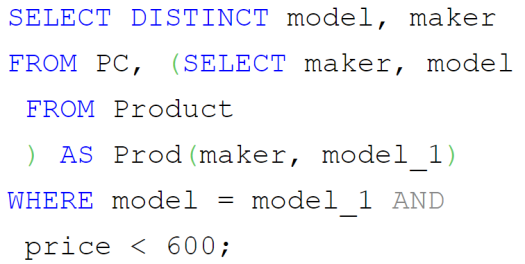 SELECT DISTINCT model, maker
FROM PC, (SELECT maker, model
FROM Product
) AS Prod(maker, model_1)
WHERE model = model_1 AND
price < 600;